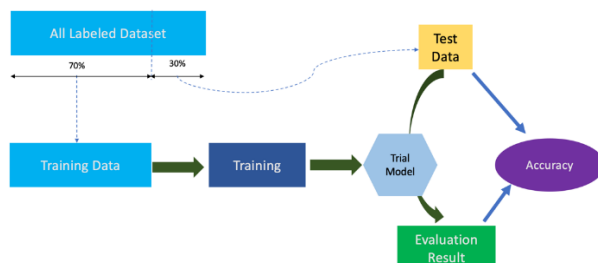 All Labeled Dataset
70%
30%
Test
Data
Training Data
Training
Trial
Model
Accuracy
Evaluation
Result